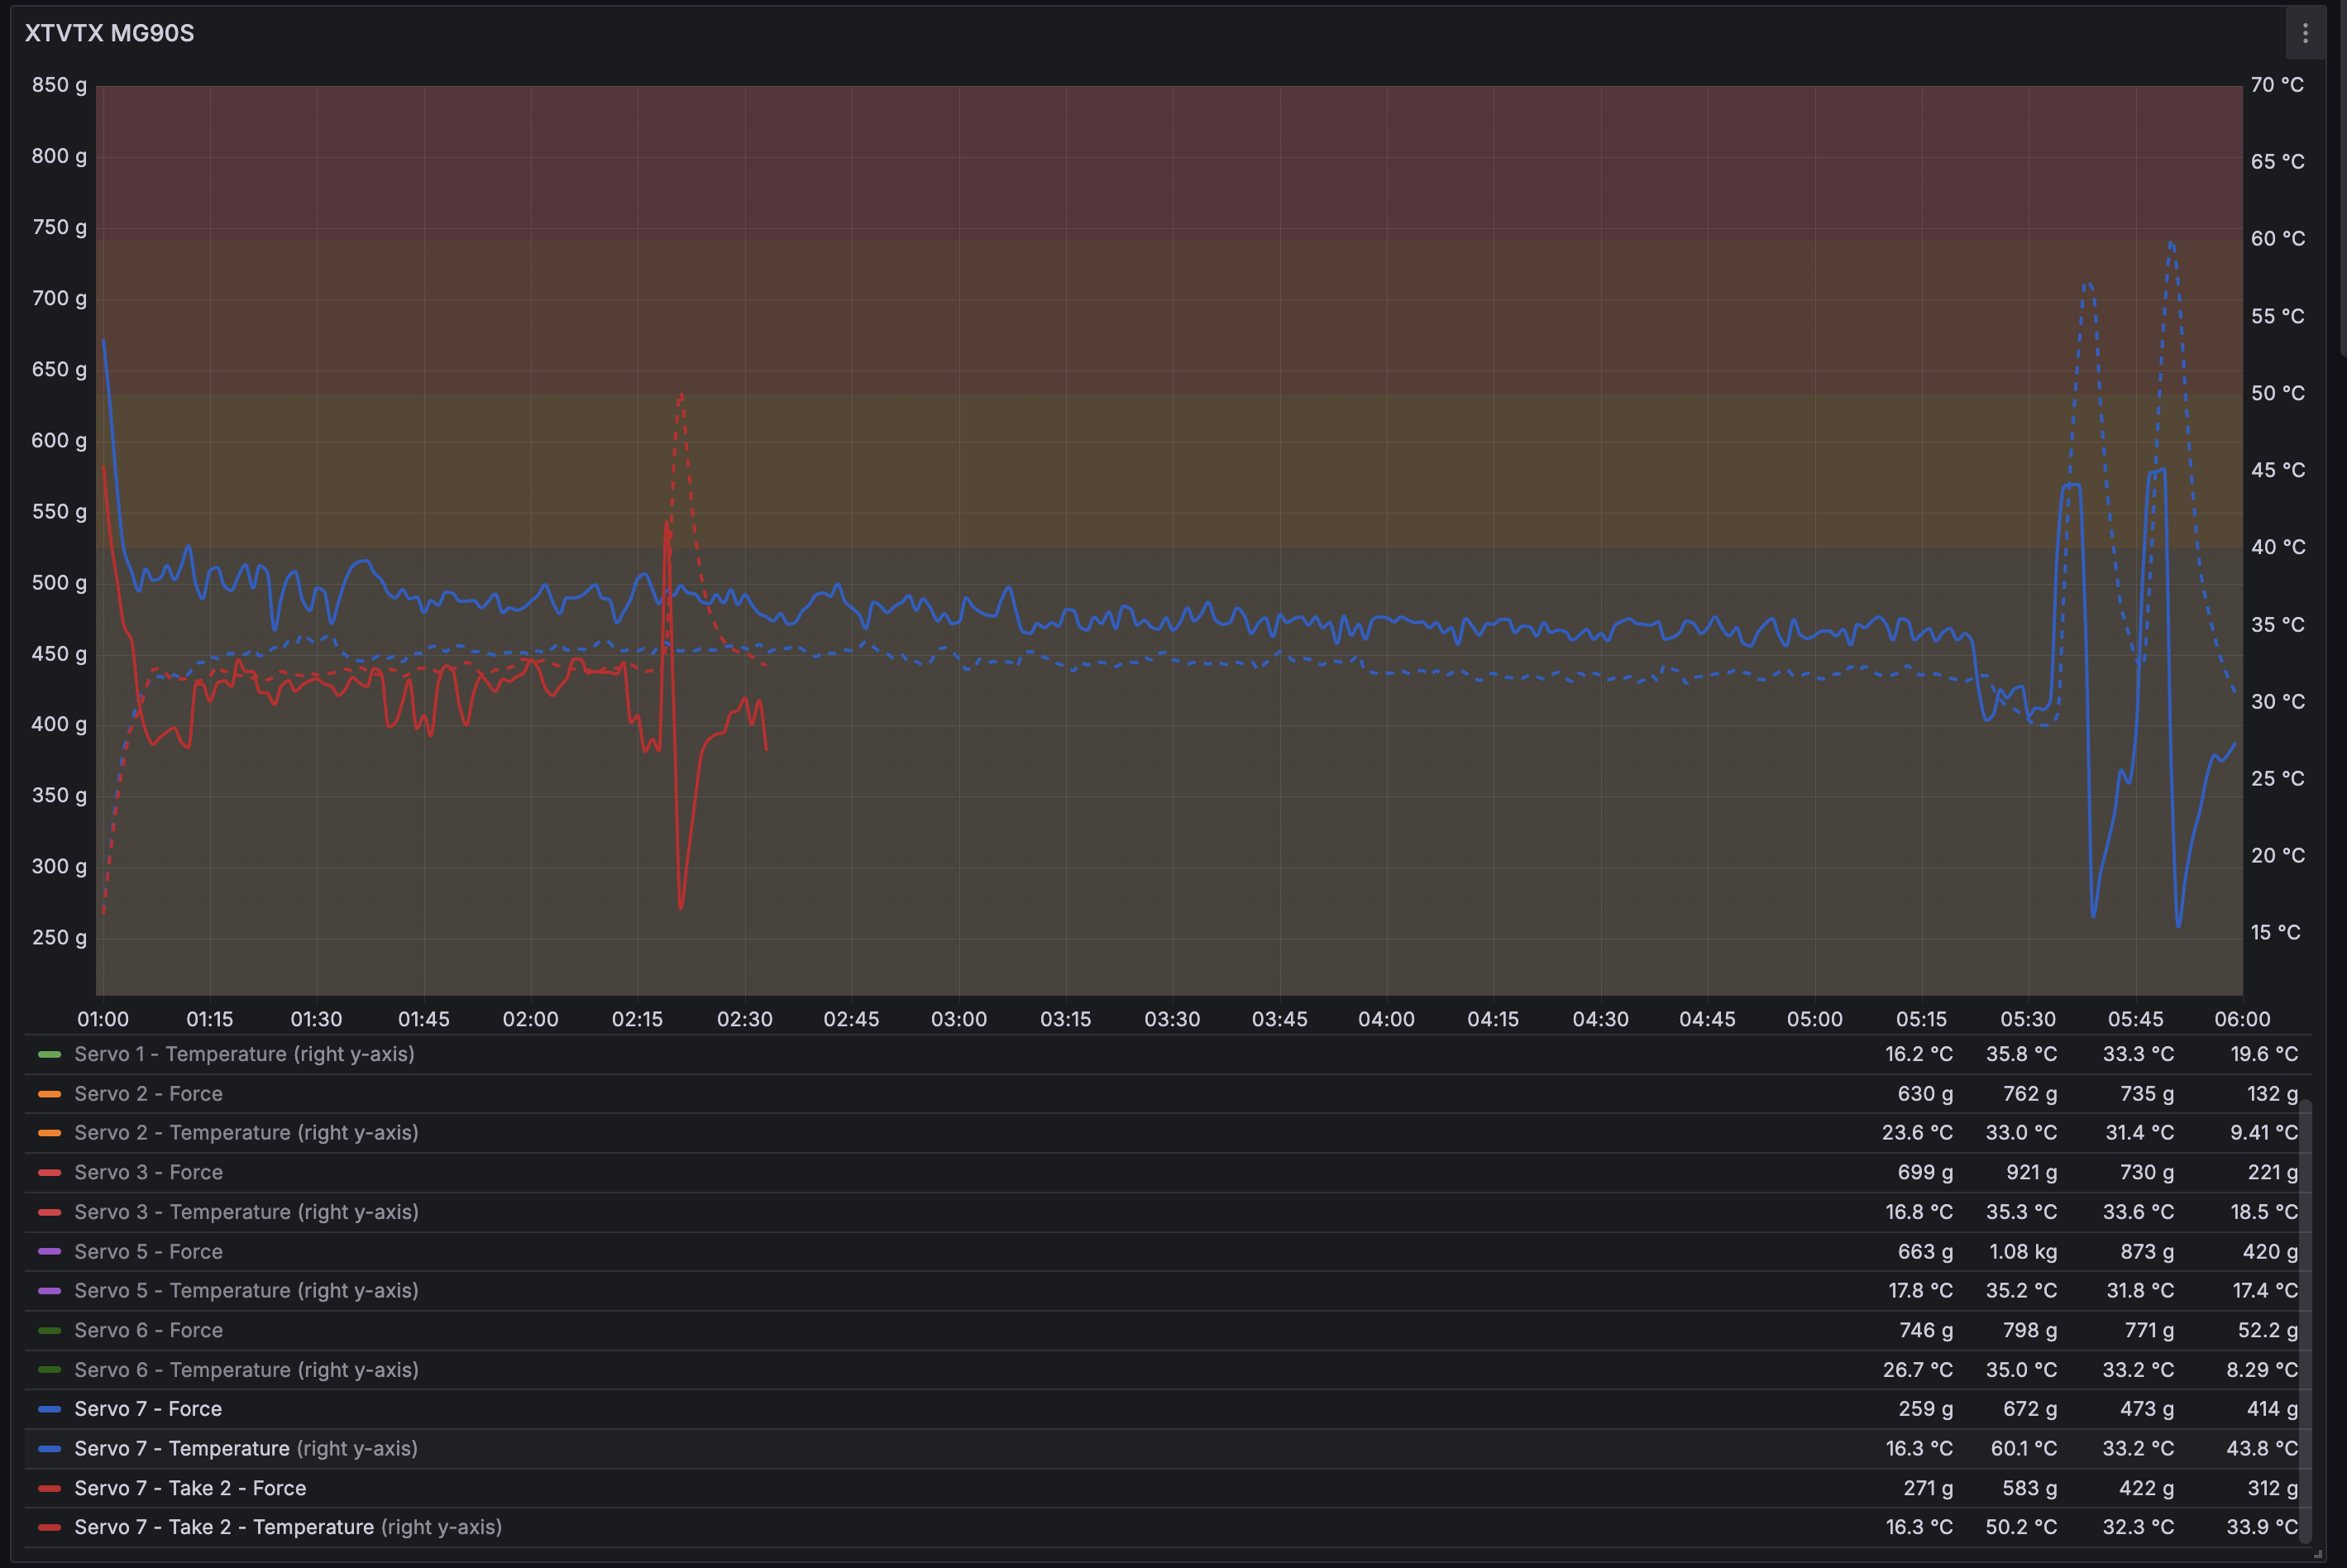 XTVTX MG90S
850 g 70 °C
800 g 65 °C
750 g 60 °C
700 g 55 °C
650 g 50 °C
600 g 45 °C
550 g 40 °C
500 g 35 °C
450 g 30 °C
400 g 25 °C
350 g 20 °C
300 g 15 °C
250 g
01:00 01:15 01:30 01:45 02:00 02:15 02:30 02:45 03:00 03:15 03:30 03:45 04:00 04:15 04:30 04:45 05:00 05:15 05:30 05:45 06:00
Servo 1 - Temperature (right y-axis) 16.2 °C 35.8 °C 33.3 °C 19.6 °C
Servo 2 - Force 630 g 762 g 735 g 132 g
Servo 2 - Temperature (right y-axis) 23.6 °C 33.0 °C 31.4 °C 9.41 °C
Servo 3 - Force 699 g 921 g 730 g 221 g
Servo 3 - Temperature (right y-axis) 16.8 °C 35.3 °C 33.6 °C 18.5 °C
Servo 5 - Force 663 g 1.08 kg 873 g 420 g
Servo 5 - Temperature (right y-axis) 17.8 °C 35.2 °C 31.8 °C 17.4 °C
Servo 6 - Force 746 g 798 g 771 g 52.2 g
Servo 6 - Temperature (right y-axis) 26.7 °C 35.0 °C 33.2 °C 8.29 °C
Servo 7 - Force 259 g 672 g 473 g 414 g
Servo 7 - Temperature (right y-axis) 16.3 °C 60.1 °C 33.2 °C 43.8 °C
Servo 7 - Take 2 - Force 271 g 583 g 422 g 312 g
Servo 7 - Take 2 - Temperature (right y-axis) 16.3 °C 50.2 °C 32.3 °C 33.9 °C